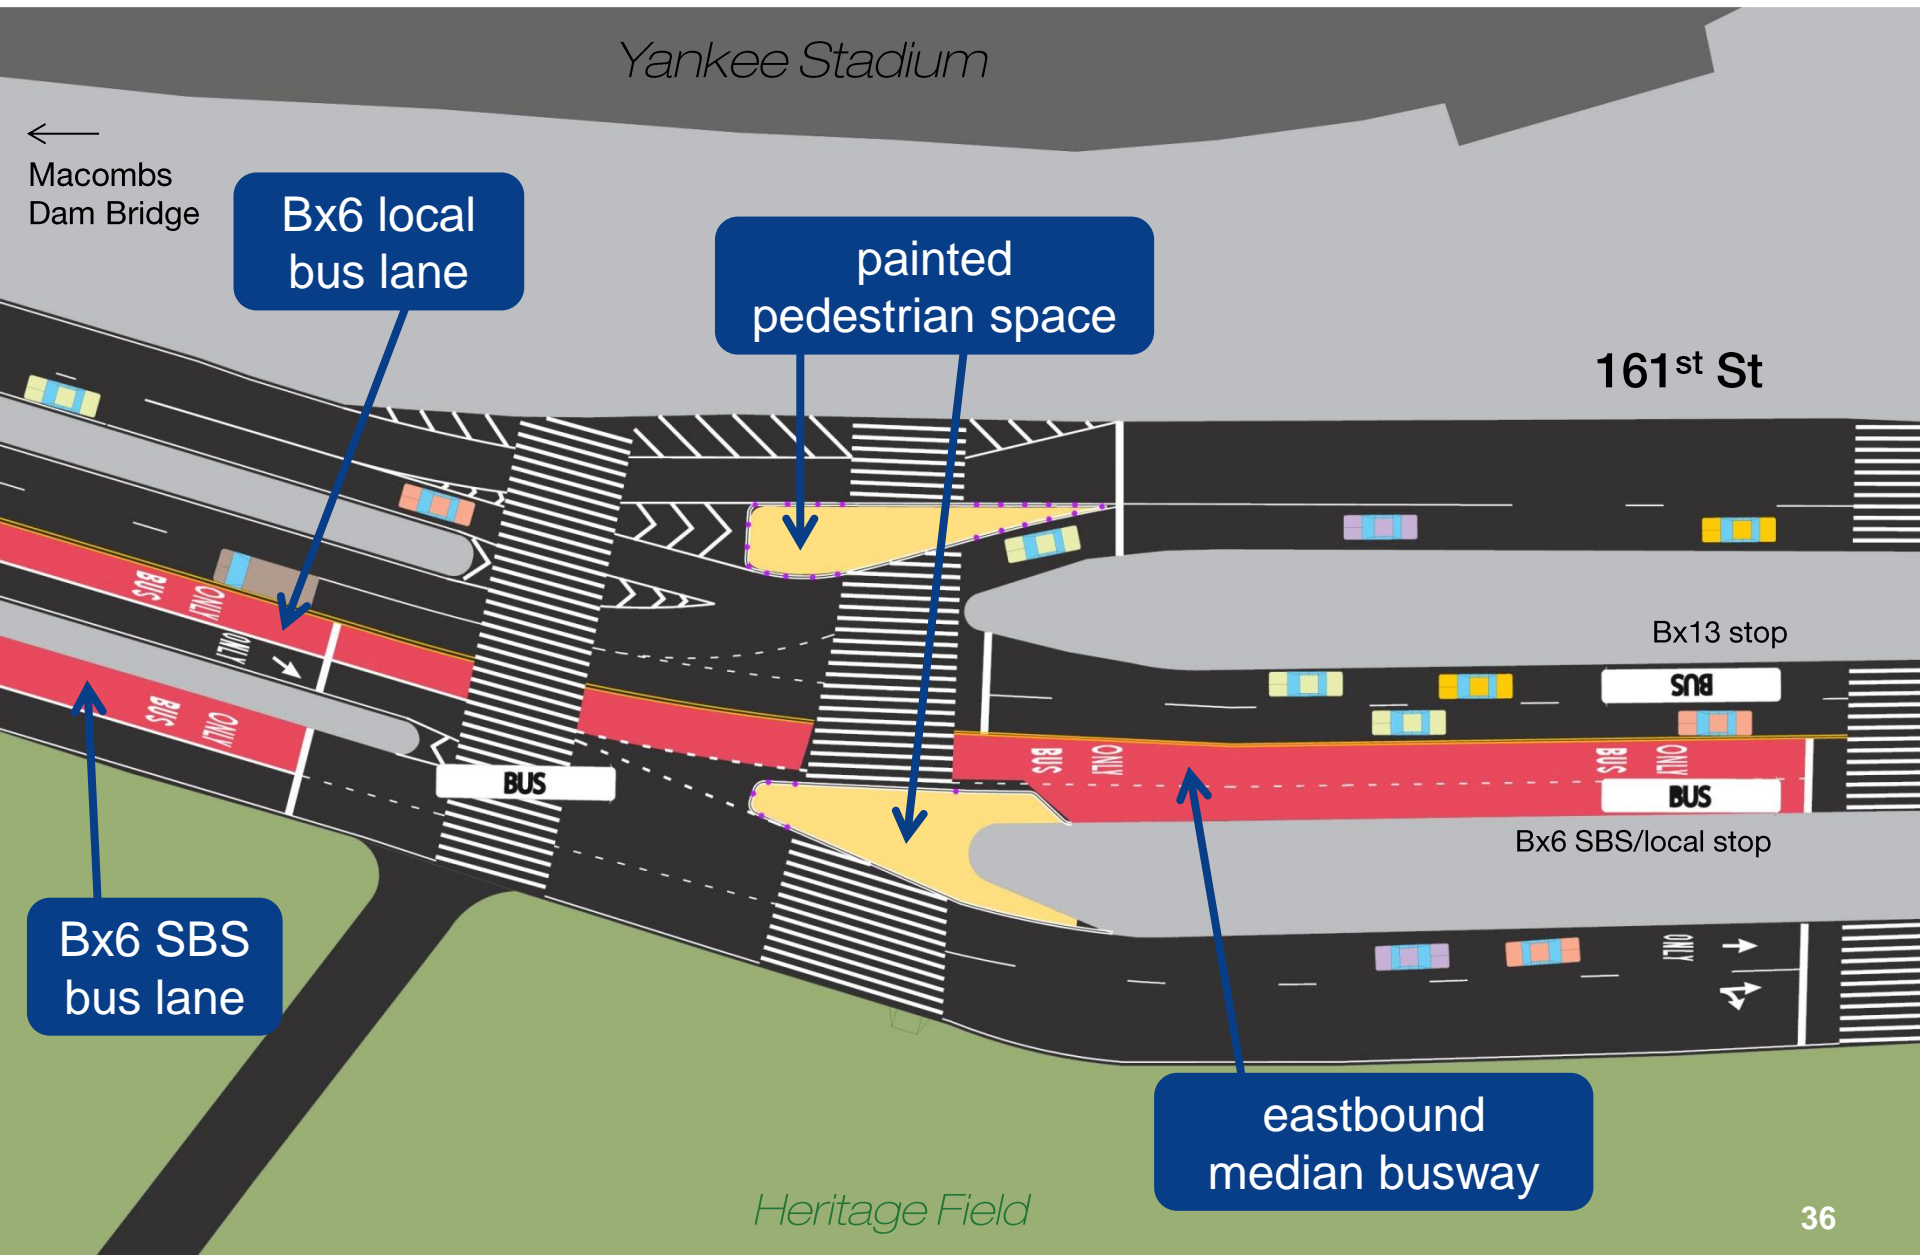 Yankee Stadium
Macombs
Dam Bridge
Bx6 local
bus lane
painted
pedestrian space
161st St
Bx13 stop
BUS
BUS ONLY
ONLY
BUS ONLY
BUS
BUS ONLY
BUS ONLY
BUS
Bx6 SBS/local stop
Bx6 SBS
bus lane
ONLY
eastbound
median busway
Heritage Field
36